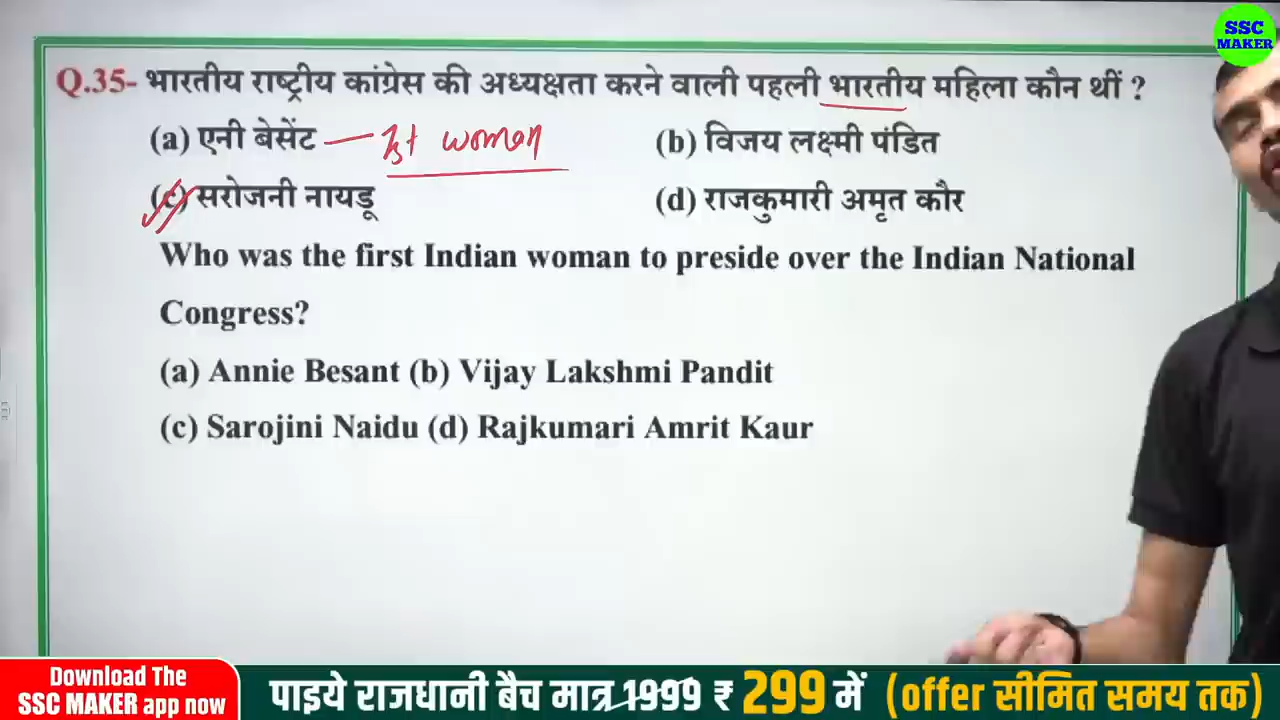 SSC
MAKER
Q.35- भारतीय राष्ट्रीय कांग्रेस की अध्यक्षता करने वाली पहली भारतीय महिला कौन थीं ?
(a) एनी बेसेंट — 1st women (b) विजय लक्ष्मी पंडित
(c) सरोजनी नायडू (d) राजकुमारी अमृत कौर
Who was the first Indian woman to preside over the Indian National
Congress?
(a) Annie Besant (b) Vijay Lakshmi Pandit
(c) Sarojini Naidu (d) Rajkumari Amrit Kaur
Download The
SSC MAKER app now
पाइये राजधानी बैच मात्र 1999 ₹ 299 में (offer सीमित समय तक)